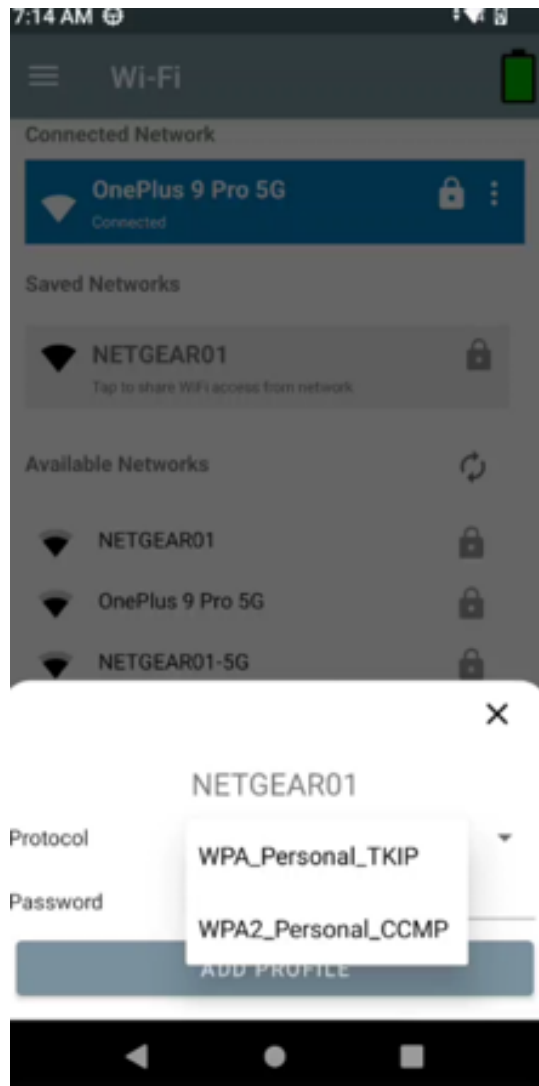 7:14 AM
Wi-Fi
Connected Network
OnePlus 9 Pro 5G
Connected
Saved Networks
NETGEAR01
Tap to share WiFi access from network
Available Networks
NETGEAR01
OnePlus 9 Pro 5G
NETGEAR01-5G
NETGEAR01
Protocol
WPA_Personal_TKIP
Password
WPA2_Personal_CCMP
ADD PROFILE